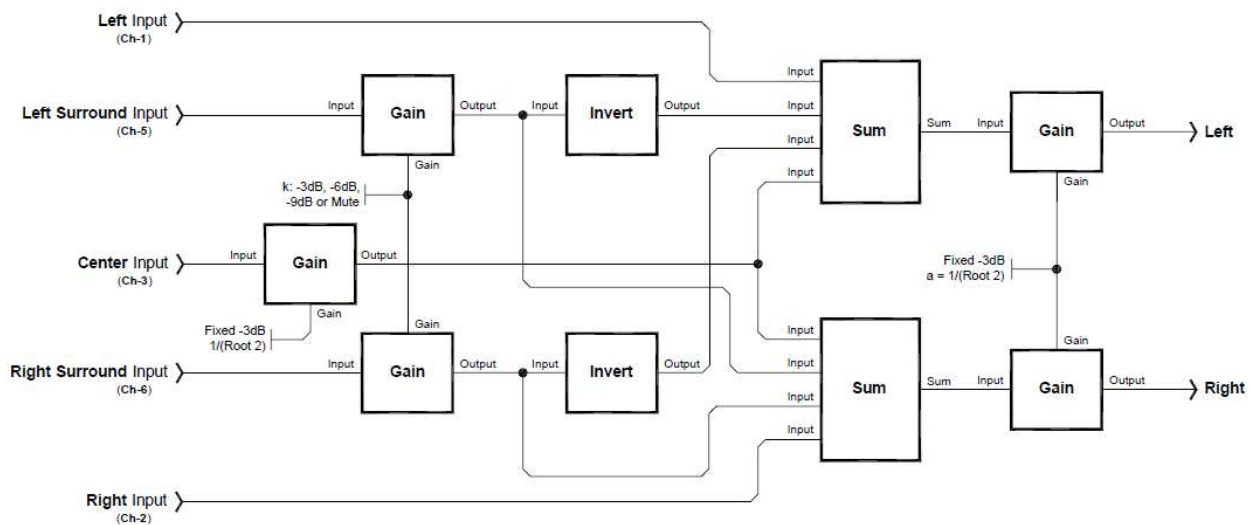 Left Input
(Ch-1)
Input
Left Surround Input
(Ch-5)
Input
Gain
Output
Input
Invert
Output
Input
Input
Sum
Sum
Input
Gain
Output
Left
Gain
Input
Gain
k: -3dB, -6dB,
-9dB or Mute
Center Input
(Ch-3)
Input
Gain
Output
Fixed -3dB
a = 1/(Root 2)
Gain
Fixed -3dB
1/(Root 2)
Gain
Input
Gain
Right Surround Input
(Ch-6)
Input
Gain
Output
Input
Invert
Output
Input
Input
Sum
Sum
Input
Gain
Output
Right
Input
Right Input
(Ch-2)